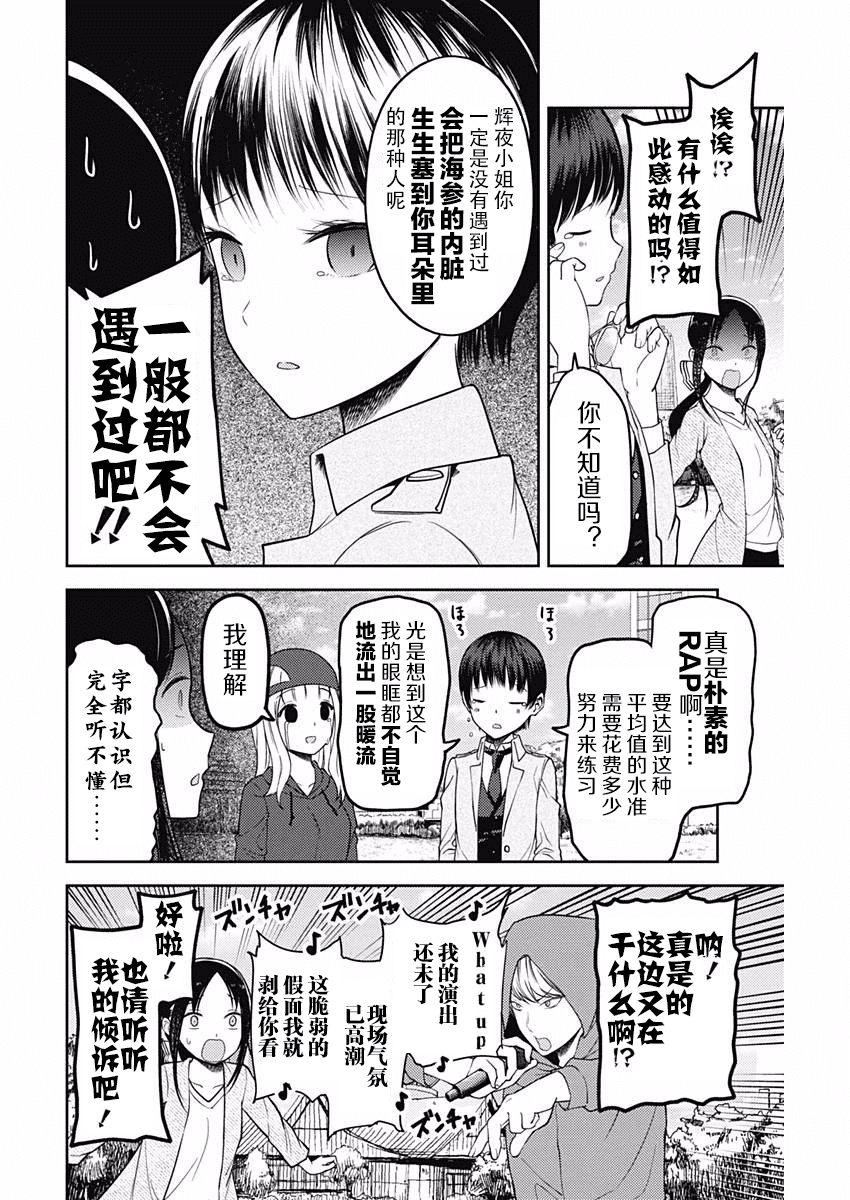 诶诶!?
有什么值得如
此感动的吗!?
你不知道吗?
辉夜小姐你
一定是没有遇到过
会把海参的内脏
生生塞到你耳朵里
的那种人呢
一般都不会
遇到过吧!!
真是朴素的
RAP啊……
要达到这种
平均值的水准
需要花费多少
努力来练习
ほろ
ほろ
光是想到这个
我的眼眶都不自觉
地流出一股暖流
我理解
字都认识但
完全听不懂
……
呐!
真是的
这边又在
干什么啊!?
What up
我的演出
还未了
现场气氛
已高潮
这脆弱的
假面我就
剥给你看
ズンチャ
ズンチャ
ズンチャ
好啦!
也请听听
我的倾诉吧!